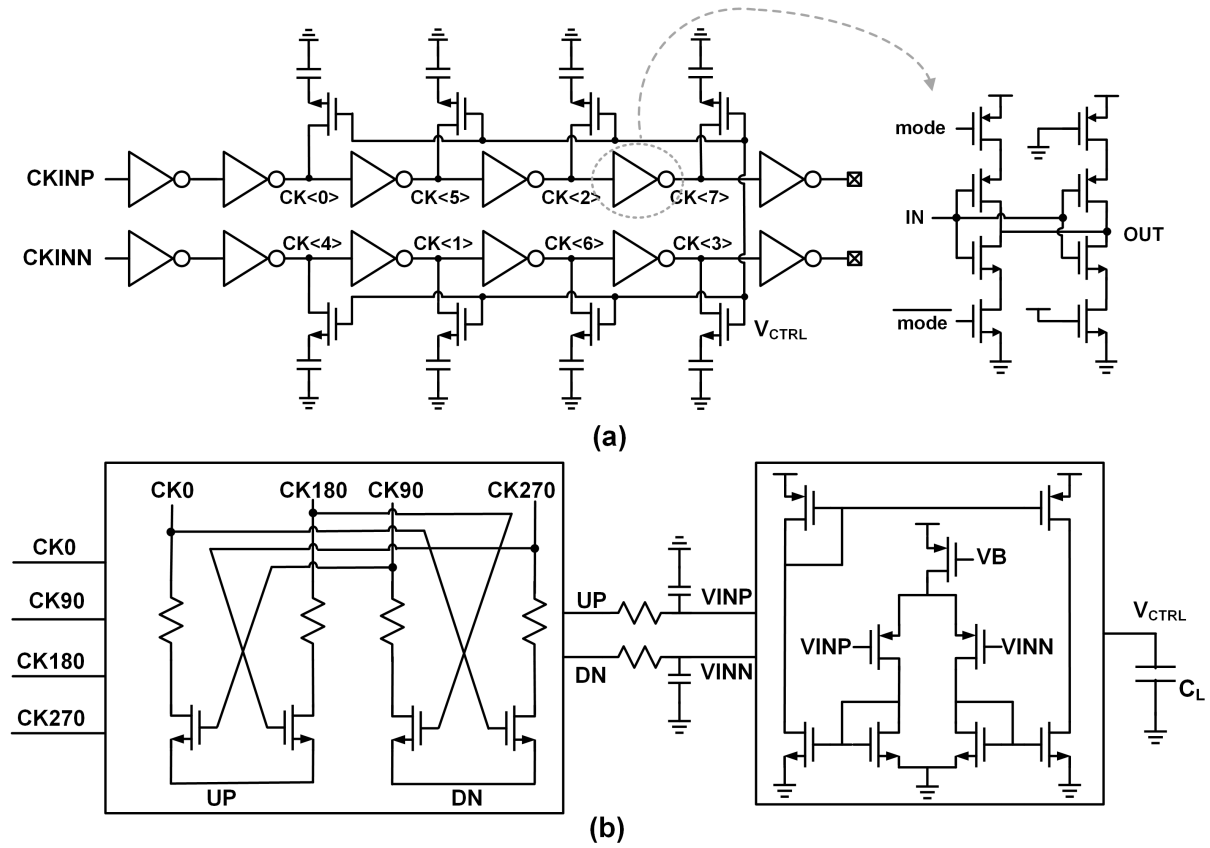 mode
CKINP
CK<0>
CK<5>
CK<2>
CK<7>
IN
OUT
CKINN
CK<4>
CK<1>
CK<6>
CK<3>
VCTRL
mode
(a)
CK0
CK180
CK90
CK270
CK0
CK90
CK180
CK270
UP
DN
UP
DN
VINP
VINN
VB
VINP
VINN
VCTRL
CL
(b)